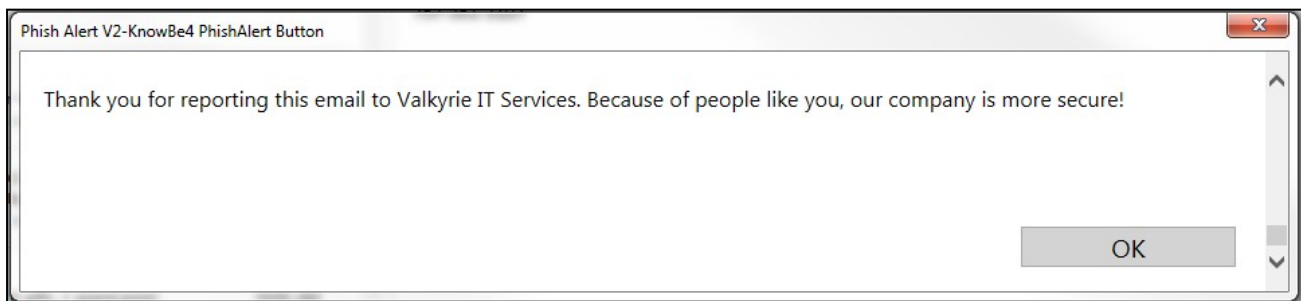 Phish Alert V2-KnowBe4 PhishAlert Button
Thank you for reporting this email to Valkyrie IT Services. Because of people like you, our company is more secure!
OK